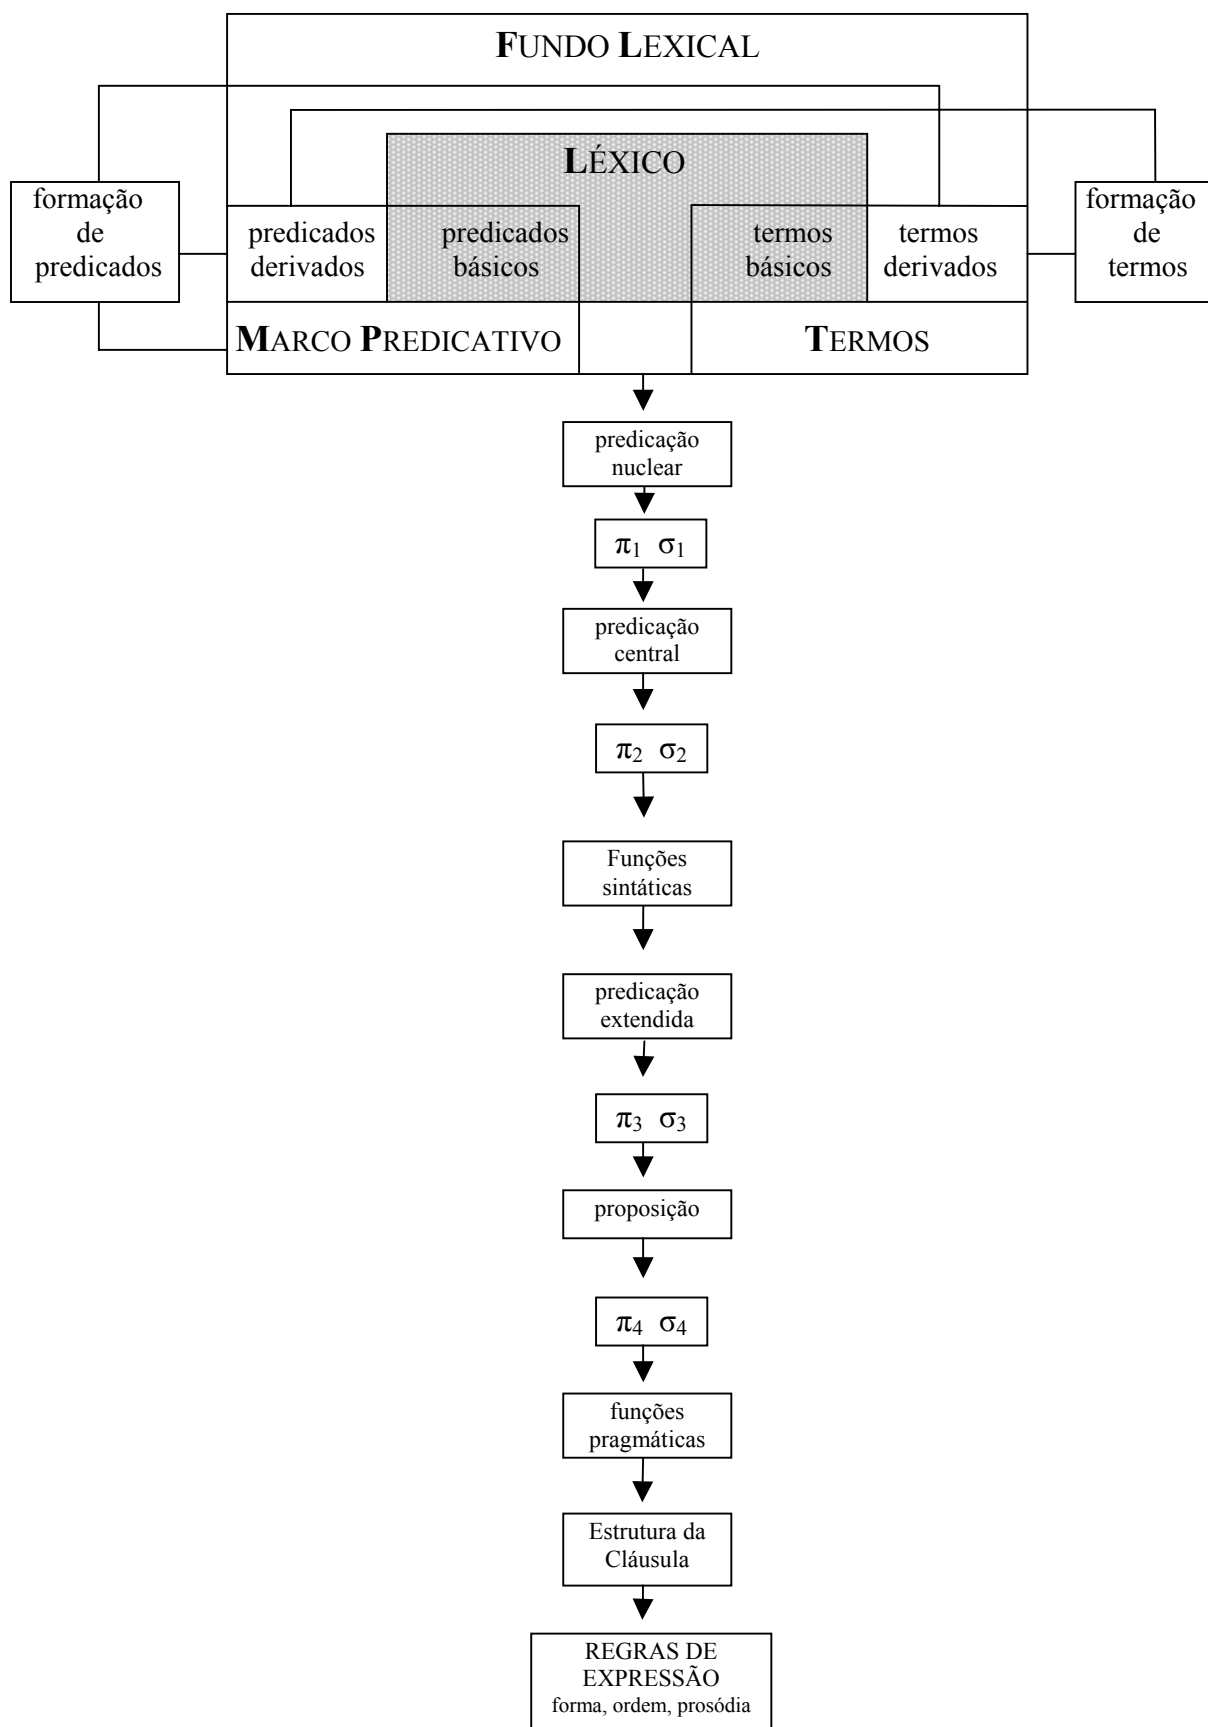 FUNDO LEXICAL
LÉXICO
formação
de
predicados
predicados
derivados
predicados
básicos
termos
básicos
termos
derivados
formação
de
termos
MARCO PREDICATIVO
TERMOS
predicação
nuclear
π₁ σ₁
predicação
central
π₂ σ₂
Funções
sintáticas
predicação
extendida
π₃ σ₃
proposição
π₄ σ₄
funções
pragmáticas
Estrutura da
Cláusula
REGRAS DE
EXPRESSÃO
forma, ordem, prosódia